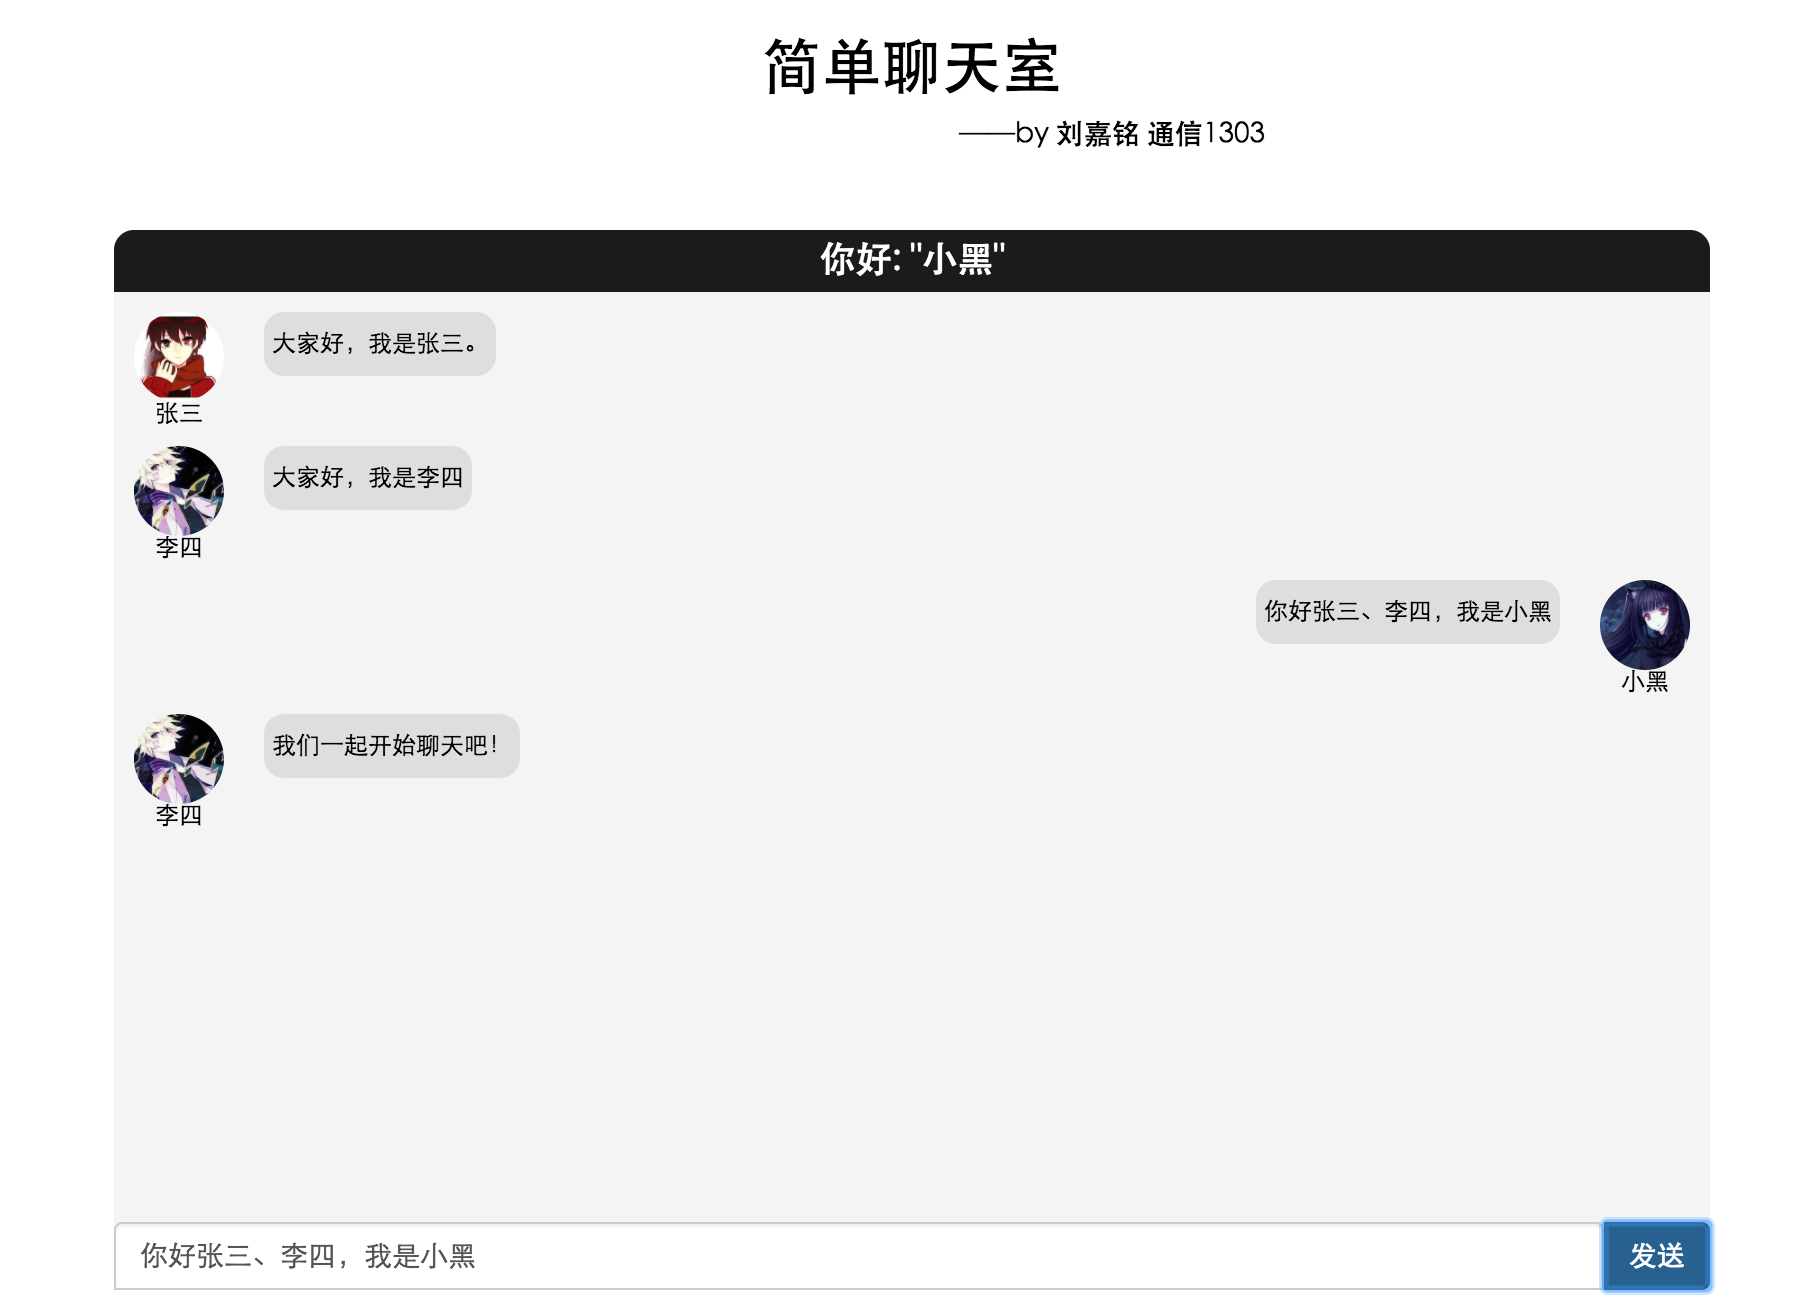 简单聊天室
——by 刘嘉铭 通信1303
你好: "小黑"
大家好，我是张三。
张三
大家好，我是李四
李四
你好张三、李四，我是小黑
小黑
我们一起开始聊天吧！
李四
你好张三、李四，我是小黑
发送